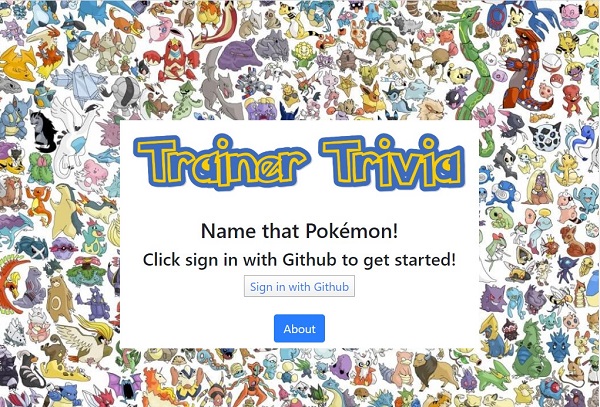 Trainer Trivia
Name that Pokémon!
Click sign in with Github to get started!
Sign in with Github
About